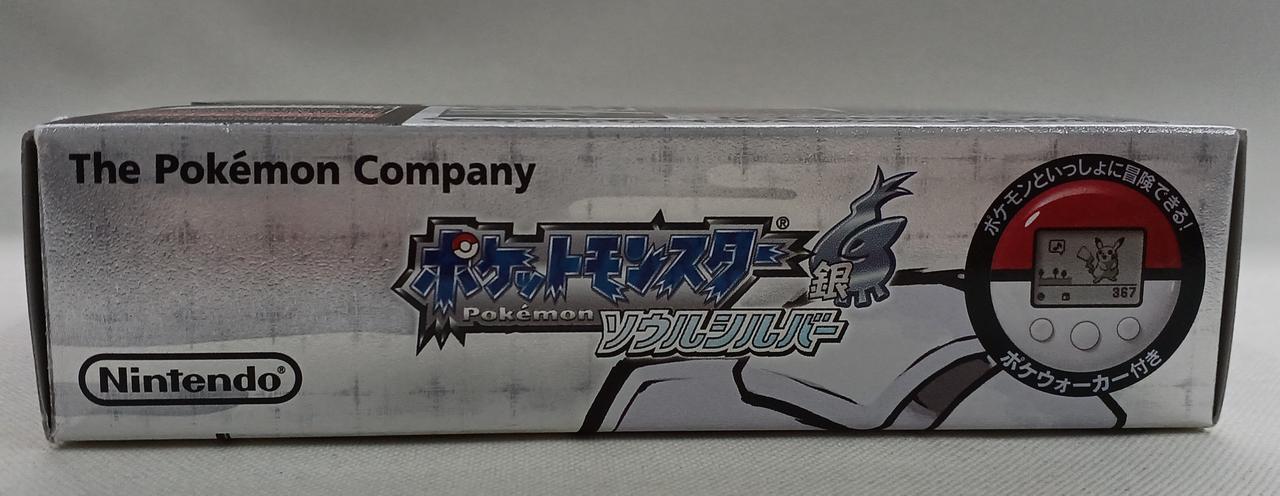 The Pokémon Company
Nintendo®
ポケットモンスター®
Pokémon
銀
ソウルシルバー
ポケモンといっしょに冒険できる!
367
ポケウォーカー付き